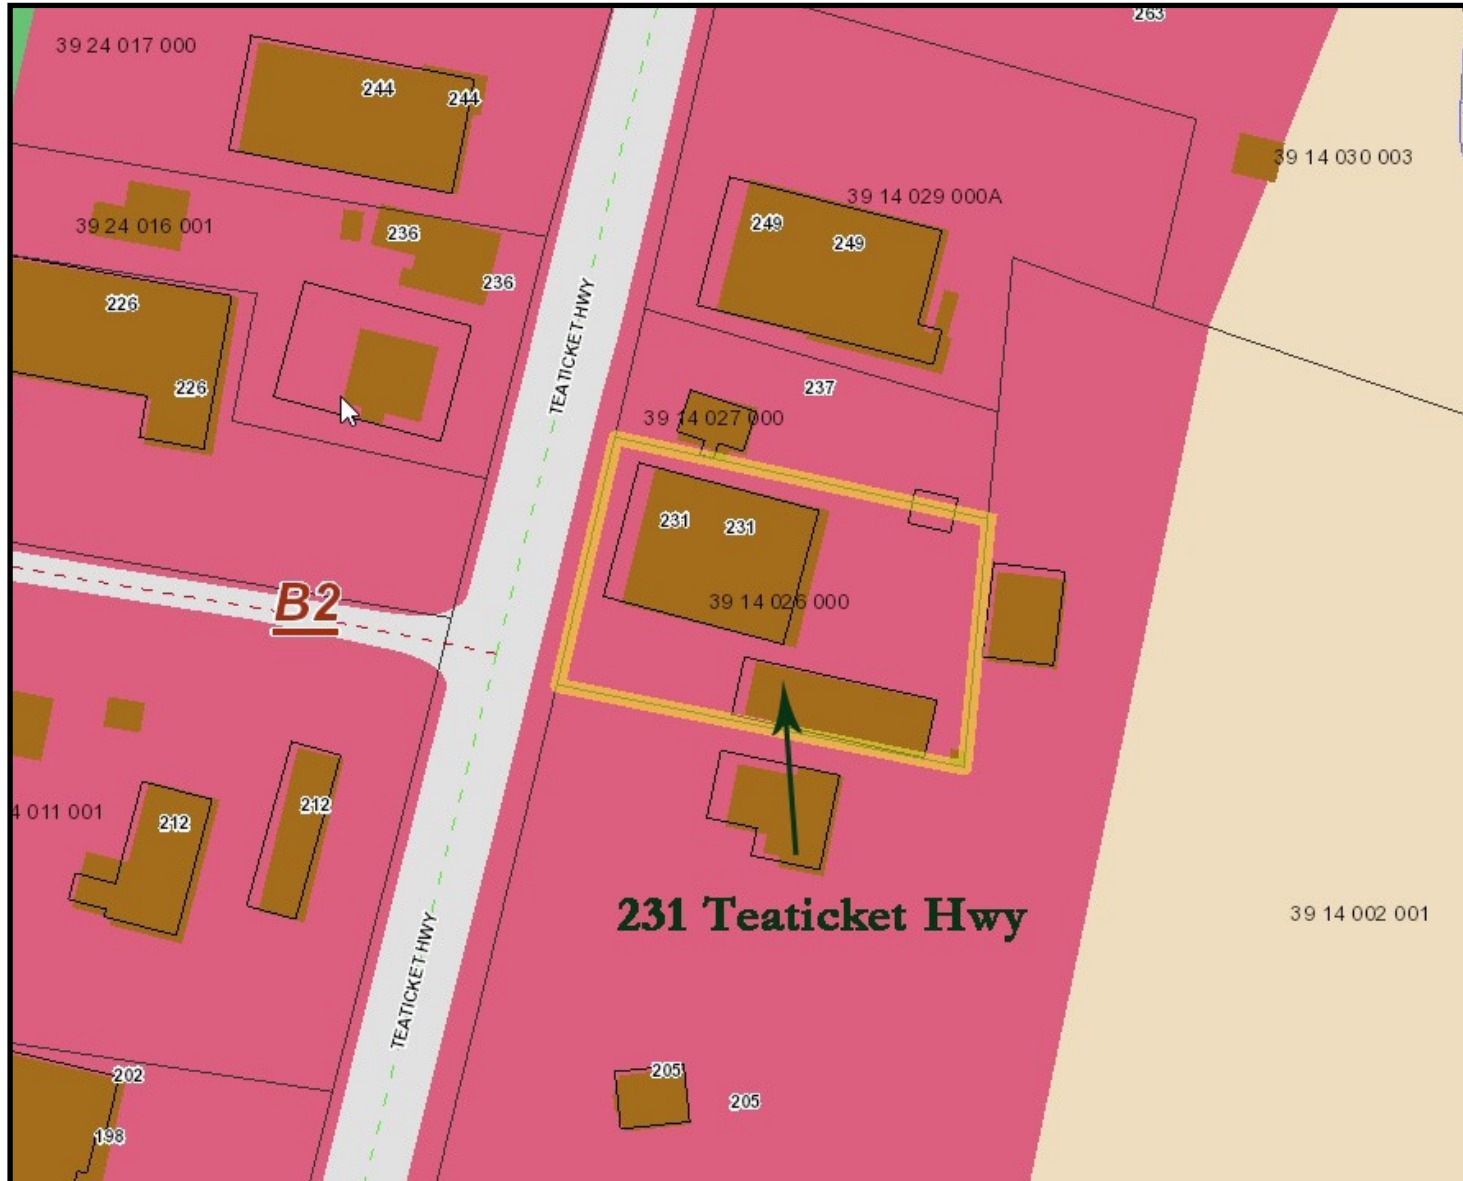 263
39 24 017 000
244
244
39 14 030 003
39 14 029 000A
39 24 016 001
236
249
249
236
TEATICKET HWY
226
226
237
39 14 027 000
231
231
B2
39 14 026 000
4 011 001
212
212
231 Teaticket Hwy
39 14 002 001
TEATICKET HWY
202
205
205
198